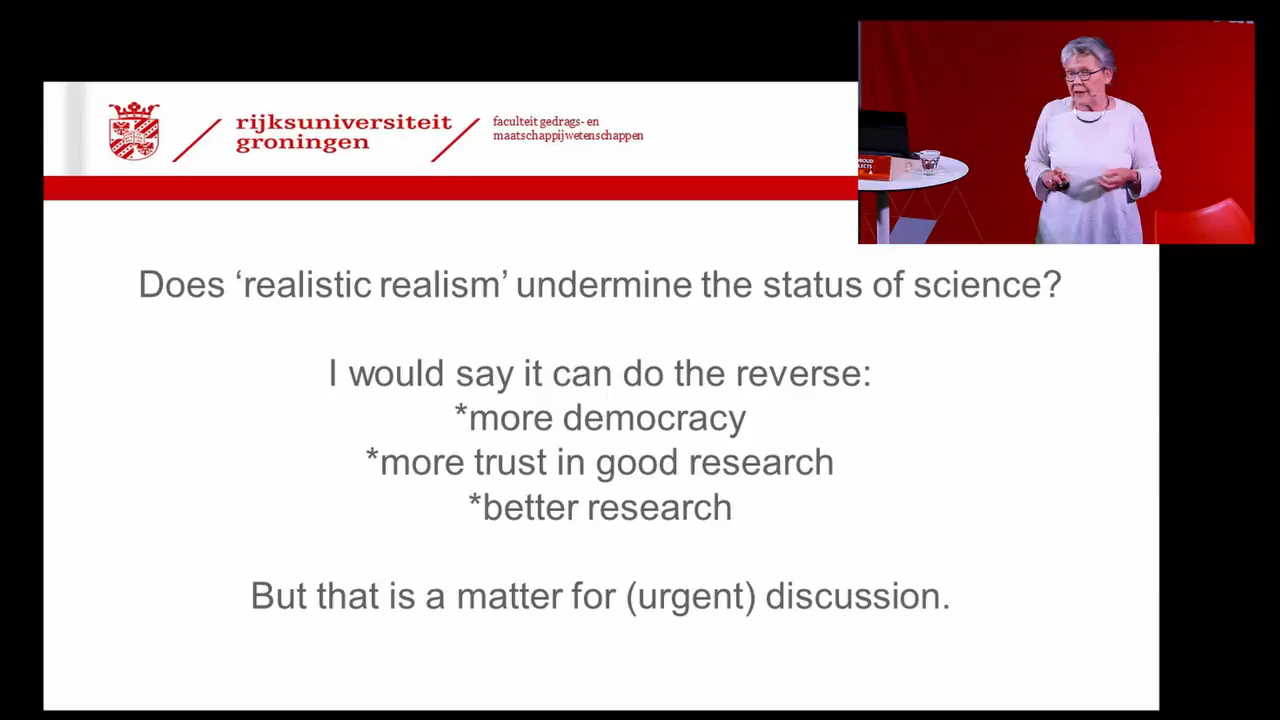 rijksuniversiteit
groningen
faculteit gedrags- en
maatschappijwetenschappen
Does ‘realistic realism’ undermine the status of science?
I would say it can do the reverse:
*more democracy
*more trust in good research
*better research
But that is a matter for (urgent) discussion.